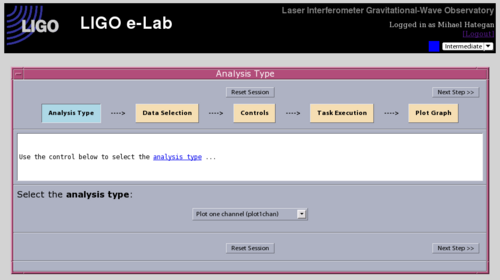 Laser Interferometer Gravitational-Wave Observatory
LIGO
LIGO e-Lab
Logged in as Mihael Hategan
[Logout]
Intermediate
Analysis Type
Reset Session
Next Step >>
Analysis Type ----> Data Selection ----> Controls ----> Task Execution ----> Plot Graph
Use the control below to select the analysis type ...
Select the analysis type:
Plot one channel (plot1chan)
Reset Session
Next Step >>